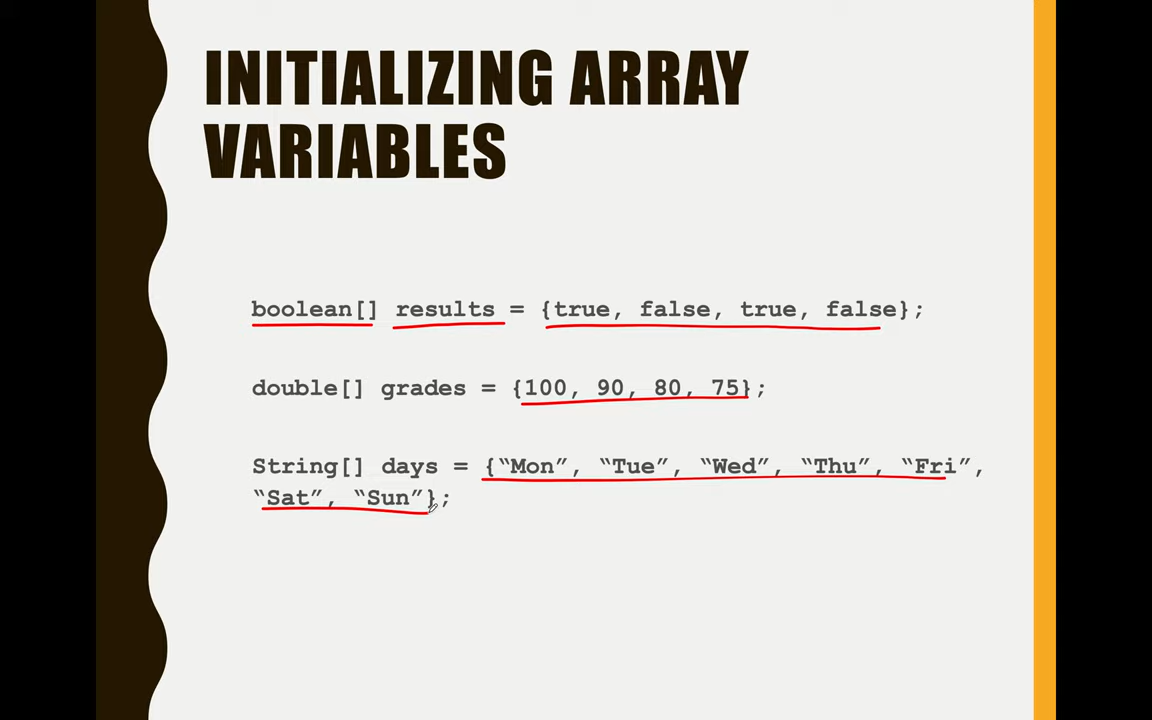 INITIALIZING ARRAY
VARIABLES
boolean[] results = {true, false, true, false};
double[] grades = {100, 90, 80, 75};
String[] days = {“Mon”, “Tue”, “Wed”, “Thu”, “Fri”,
“Sat”, “Sun”};